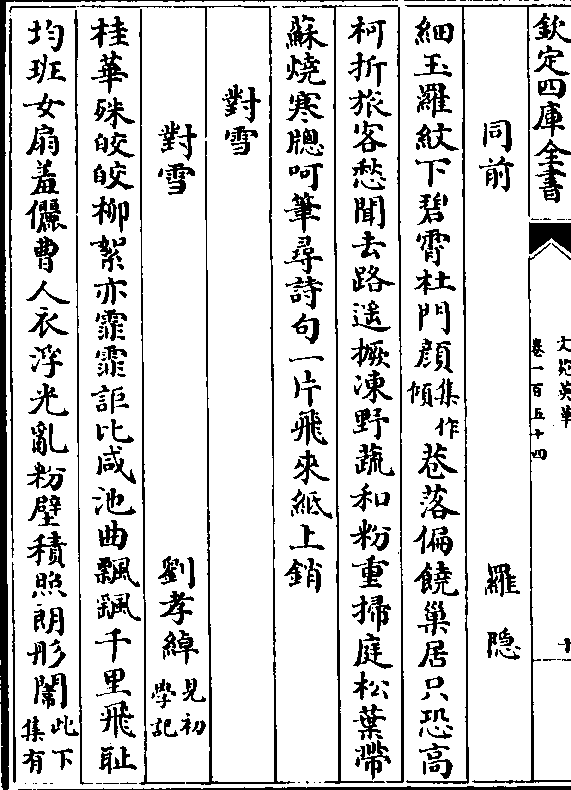 欽定四庫全書
文苑英華
卷一百五十四
十
同前 羅隐
細玉羅紋下碧霄杜門顔集作傾巷落偏饒巢居只恐高
柯折旅客愁聞去路遥撅凍野蔬和粉重掃庭松葉帶
蘇燒寒牕呵筆尋詩句一片飛來紙上銷
對雪
對雪 劉孝綽見初學記
桂華殊皎皎柳絮亦霏霏詎比咸池曲飄飖千里飛耻
均班女扇羞儷曹人衣浮光亂粉壁積照朗彤闈此下集有